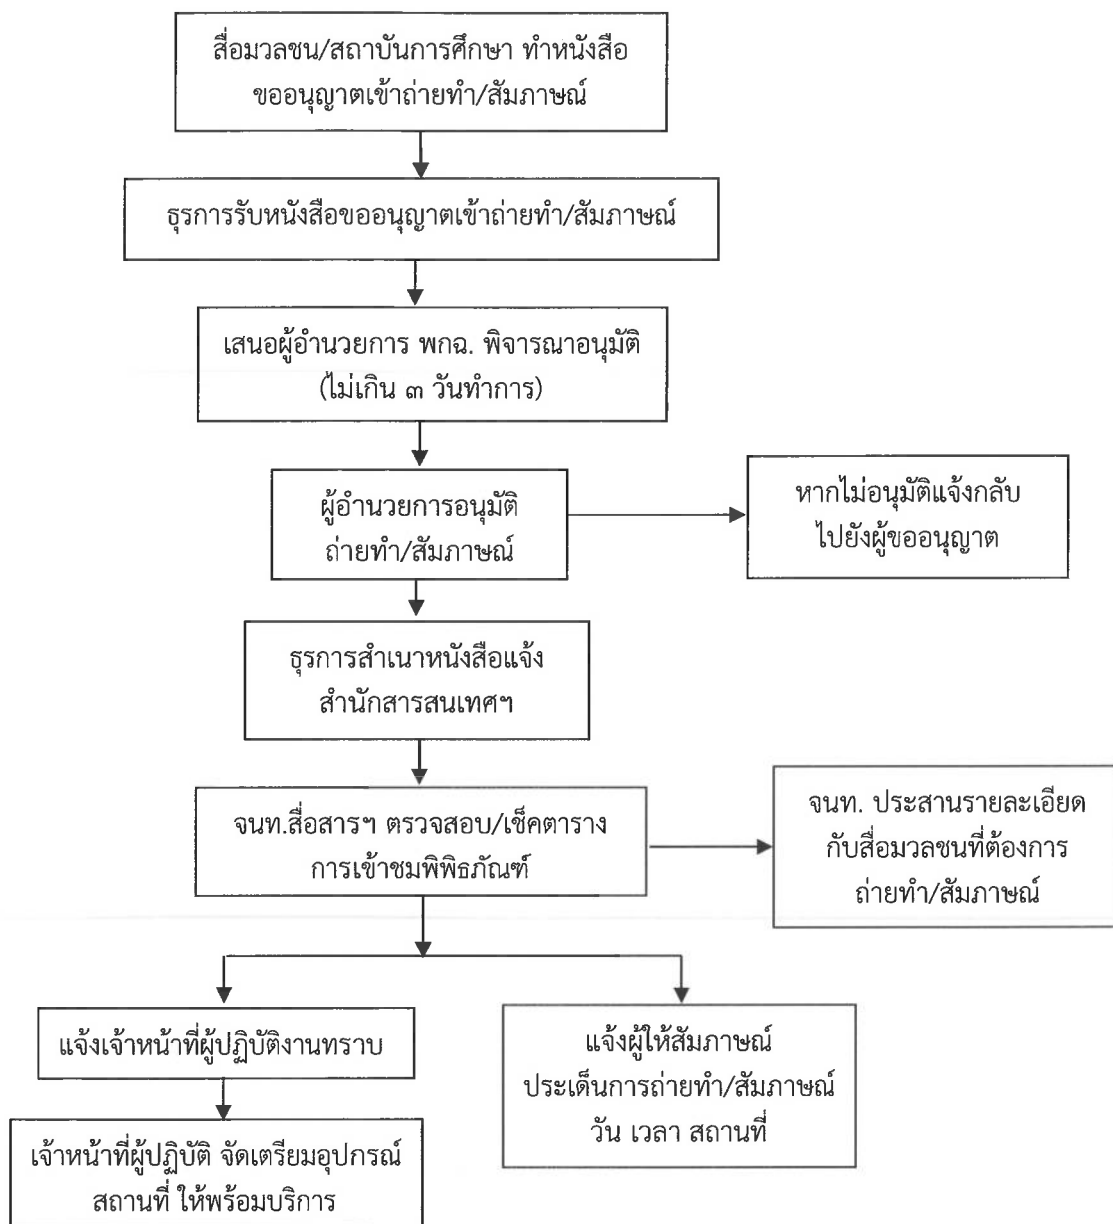 สื่อมวลชน/สถาบันการศึกษา ทำหนังสือ
ขออนุญาตเข้าถ่ายทำ/สัมภาษณ์
ธุรการรับหนังสือขออนุญาตเข้าถ่ายทำ/สัมภาษณ์
เสนอผู้อำนวยการ พกฉ. พิจารณาอนุมัติ
(ไม่เกิน ๓ วันทำการ)
ผู้อำนวยการอนุมัติ
ถ่ายทำ/สัมภาษณ์
หากไม่อนุมัติแจ้งกลับ
ไปยังผู้ขออนุญาต
ธุรการสำเนาหนังสือแจ้ง
สำนักสารสนเทศฯ
จนท.สื่อสารฯ ตรวจสอบ/เช็คตาราง
การเข้าชมพิพิธภัณฑ์
จนท. ประสานรายละเอียด
กับสื่อมวลชนที่ต้องการ
ถ่ายทำ/สัมภาษณ์
แจ้งเจ้าหน้าที่ผู้ปฏิบัติงานทราบ
เจ้าหน้าที่ผู้ปฏิบัติ จัดเตรียมอุปกรณ์
สถานที่ ให้พร้อมบริการ
แจ้งผู้ให้สัมภาษณ์
ประเด็นการถ่ายทำ/สัมภาษณ์
วัน เวลา สถานที่